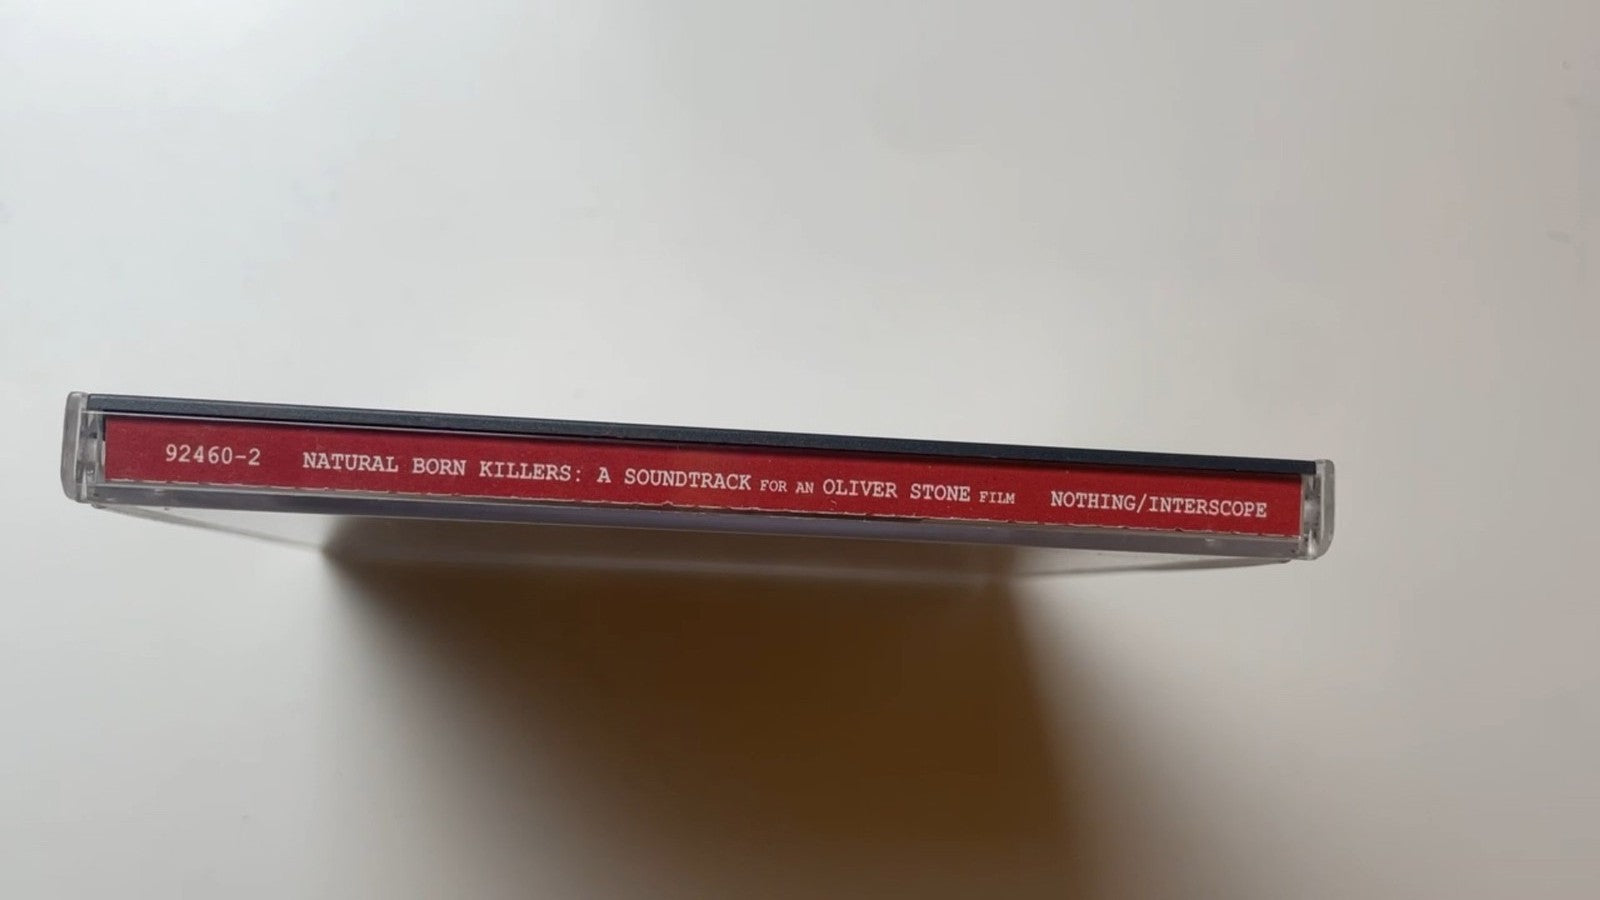 92460-2 NATURAL BORN KILLERS: A SOUNDTRACK FOR AN OLIVER STONE FILM NOTHING/INTERSCOPE